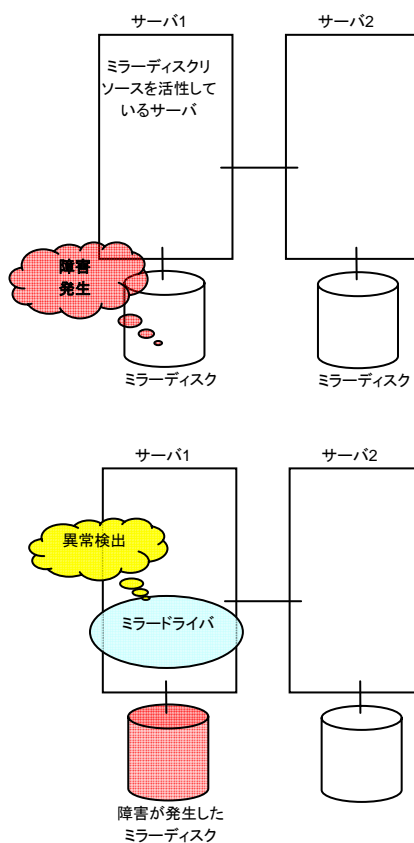 サーバ1
サーバ2
ミラーディスクリ
ソースを活性して
いるサーバ
障害
発生
ミラーディスク
ミラーディスク
サーバ1
サーバ2
異常検出
ミラードライバ
障害が発生した
ミラーディスク